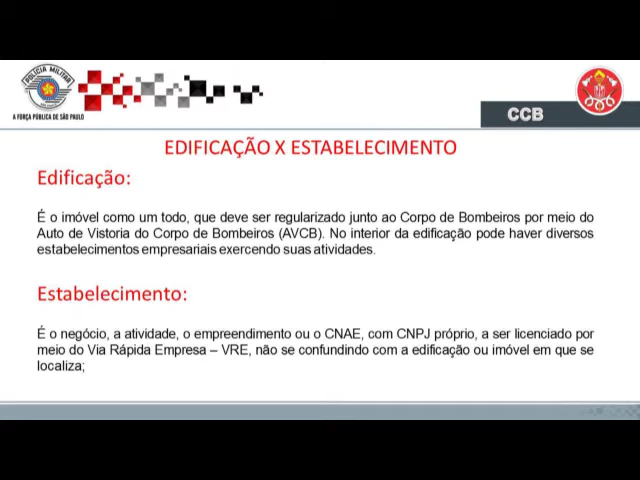 POLÍCIA MILITAR
A FORÇA PÚBLICA DE SÃO PAULO
CCB
EDIFICAÇÃO X ESTABELECIMENTO
Edificação:
É o imóvel como um todo, que deve ser regularizado junto ao Corpo de Bombeiros por meio do
Auto de Vistoria do Corpo de Bombeiros (AVCB). No interior da edificação pode haver diversos
estabelecimentos empresariais exercendo suas atividades.
Estabelecimento:
É o negócio, a atividade, o empreendimento ou o CNAE, com CNPJ próprio, a ser licenciado por
meio do Via Rápida Empresa – VRE, não se confundindo com a edificação ou imóvel em que se
localiza;